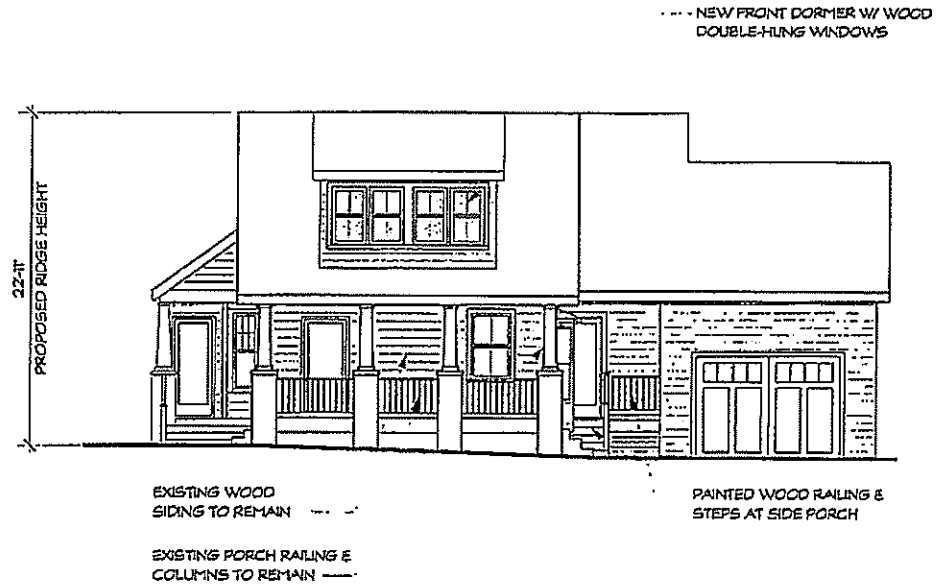 NEW FRONT DORMER W/ WOOD
DOUBLE-HUNG WINDOWS
22'-11"
PROPOSED RIDGE HEIGHT
EXISTING WOOD
SIDING TO REMAIN
PAINTED WOOD RAILING &
STEPS AT SIDE PORCH
EXISTING PORCH RAILING &
COLUMNS TO REMAIN